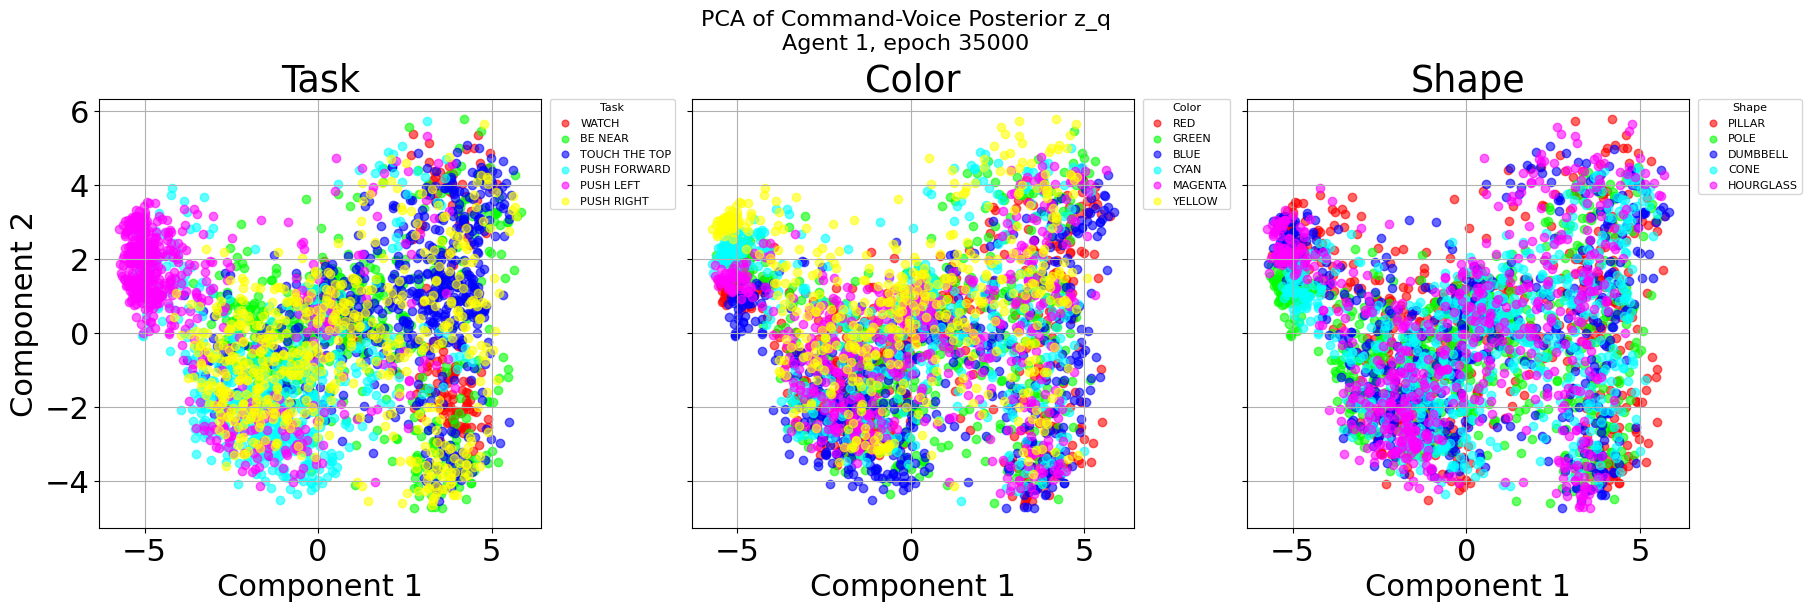 PCA of Command-Voice Posterior z_q
Agent 1, epoch 35000
Task
Color
Shape
Component 2
6
4
2
0
−2
−4
−5 0 5
Component 1
−5 0 5
Component 1
−5 0 5
Component 1
Task
WATCH
BE NEAR
TOUCH THE TOP
PUSH FORWARD
PUSH LEFT
PUSH RIGHT
Color
RED
GREEN
BLUE
CYAN
MAGENTA
YELLOW
Shape
PILLAR
POLE
DUMBBELL
CONE
HOURGLASS